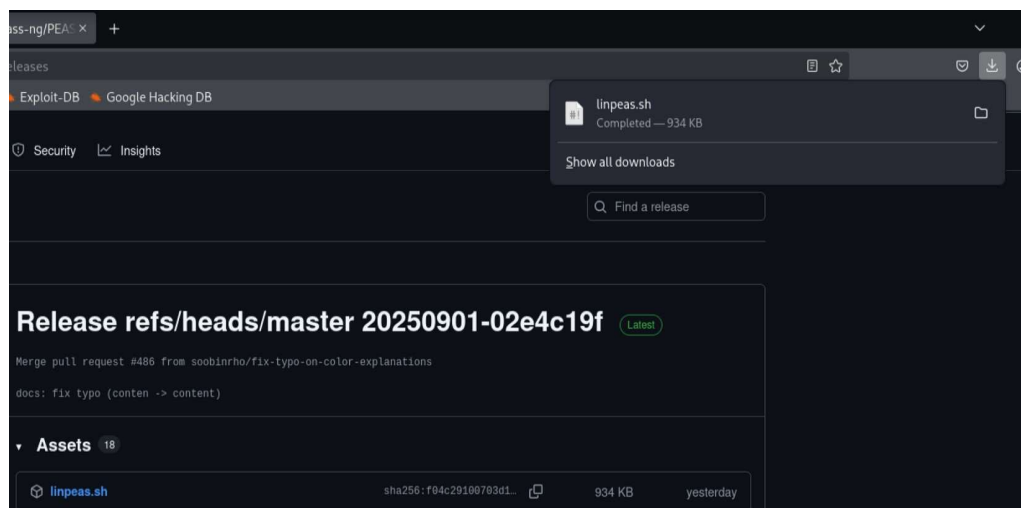 ass-ng/PEAS
eleases
Exploit-DB Google Hacking DB
linpeas.sh
Completed — 934 KB
Show all downloads
Security Insights
Find a release
Release refs/heads/master 20250901-02e4c19f Latest
Merge pull request #486 from soobinrho/fix-typo-on-color-explanations
docs: fix typo (conten -> content)
Assets 18
linpeas.sh sha256:f04c29100703d1… 934 KB yesterday